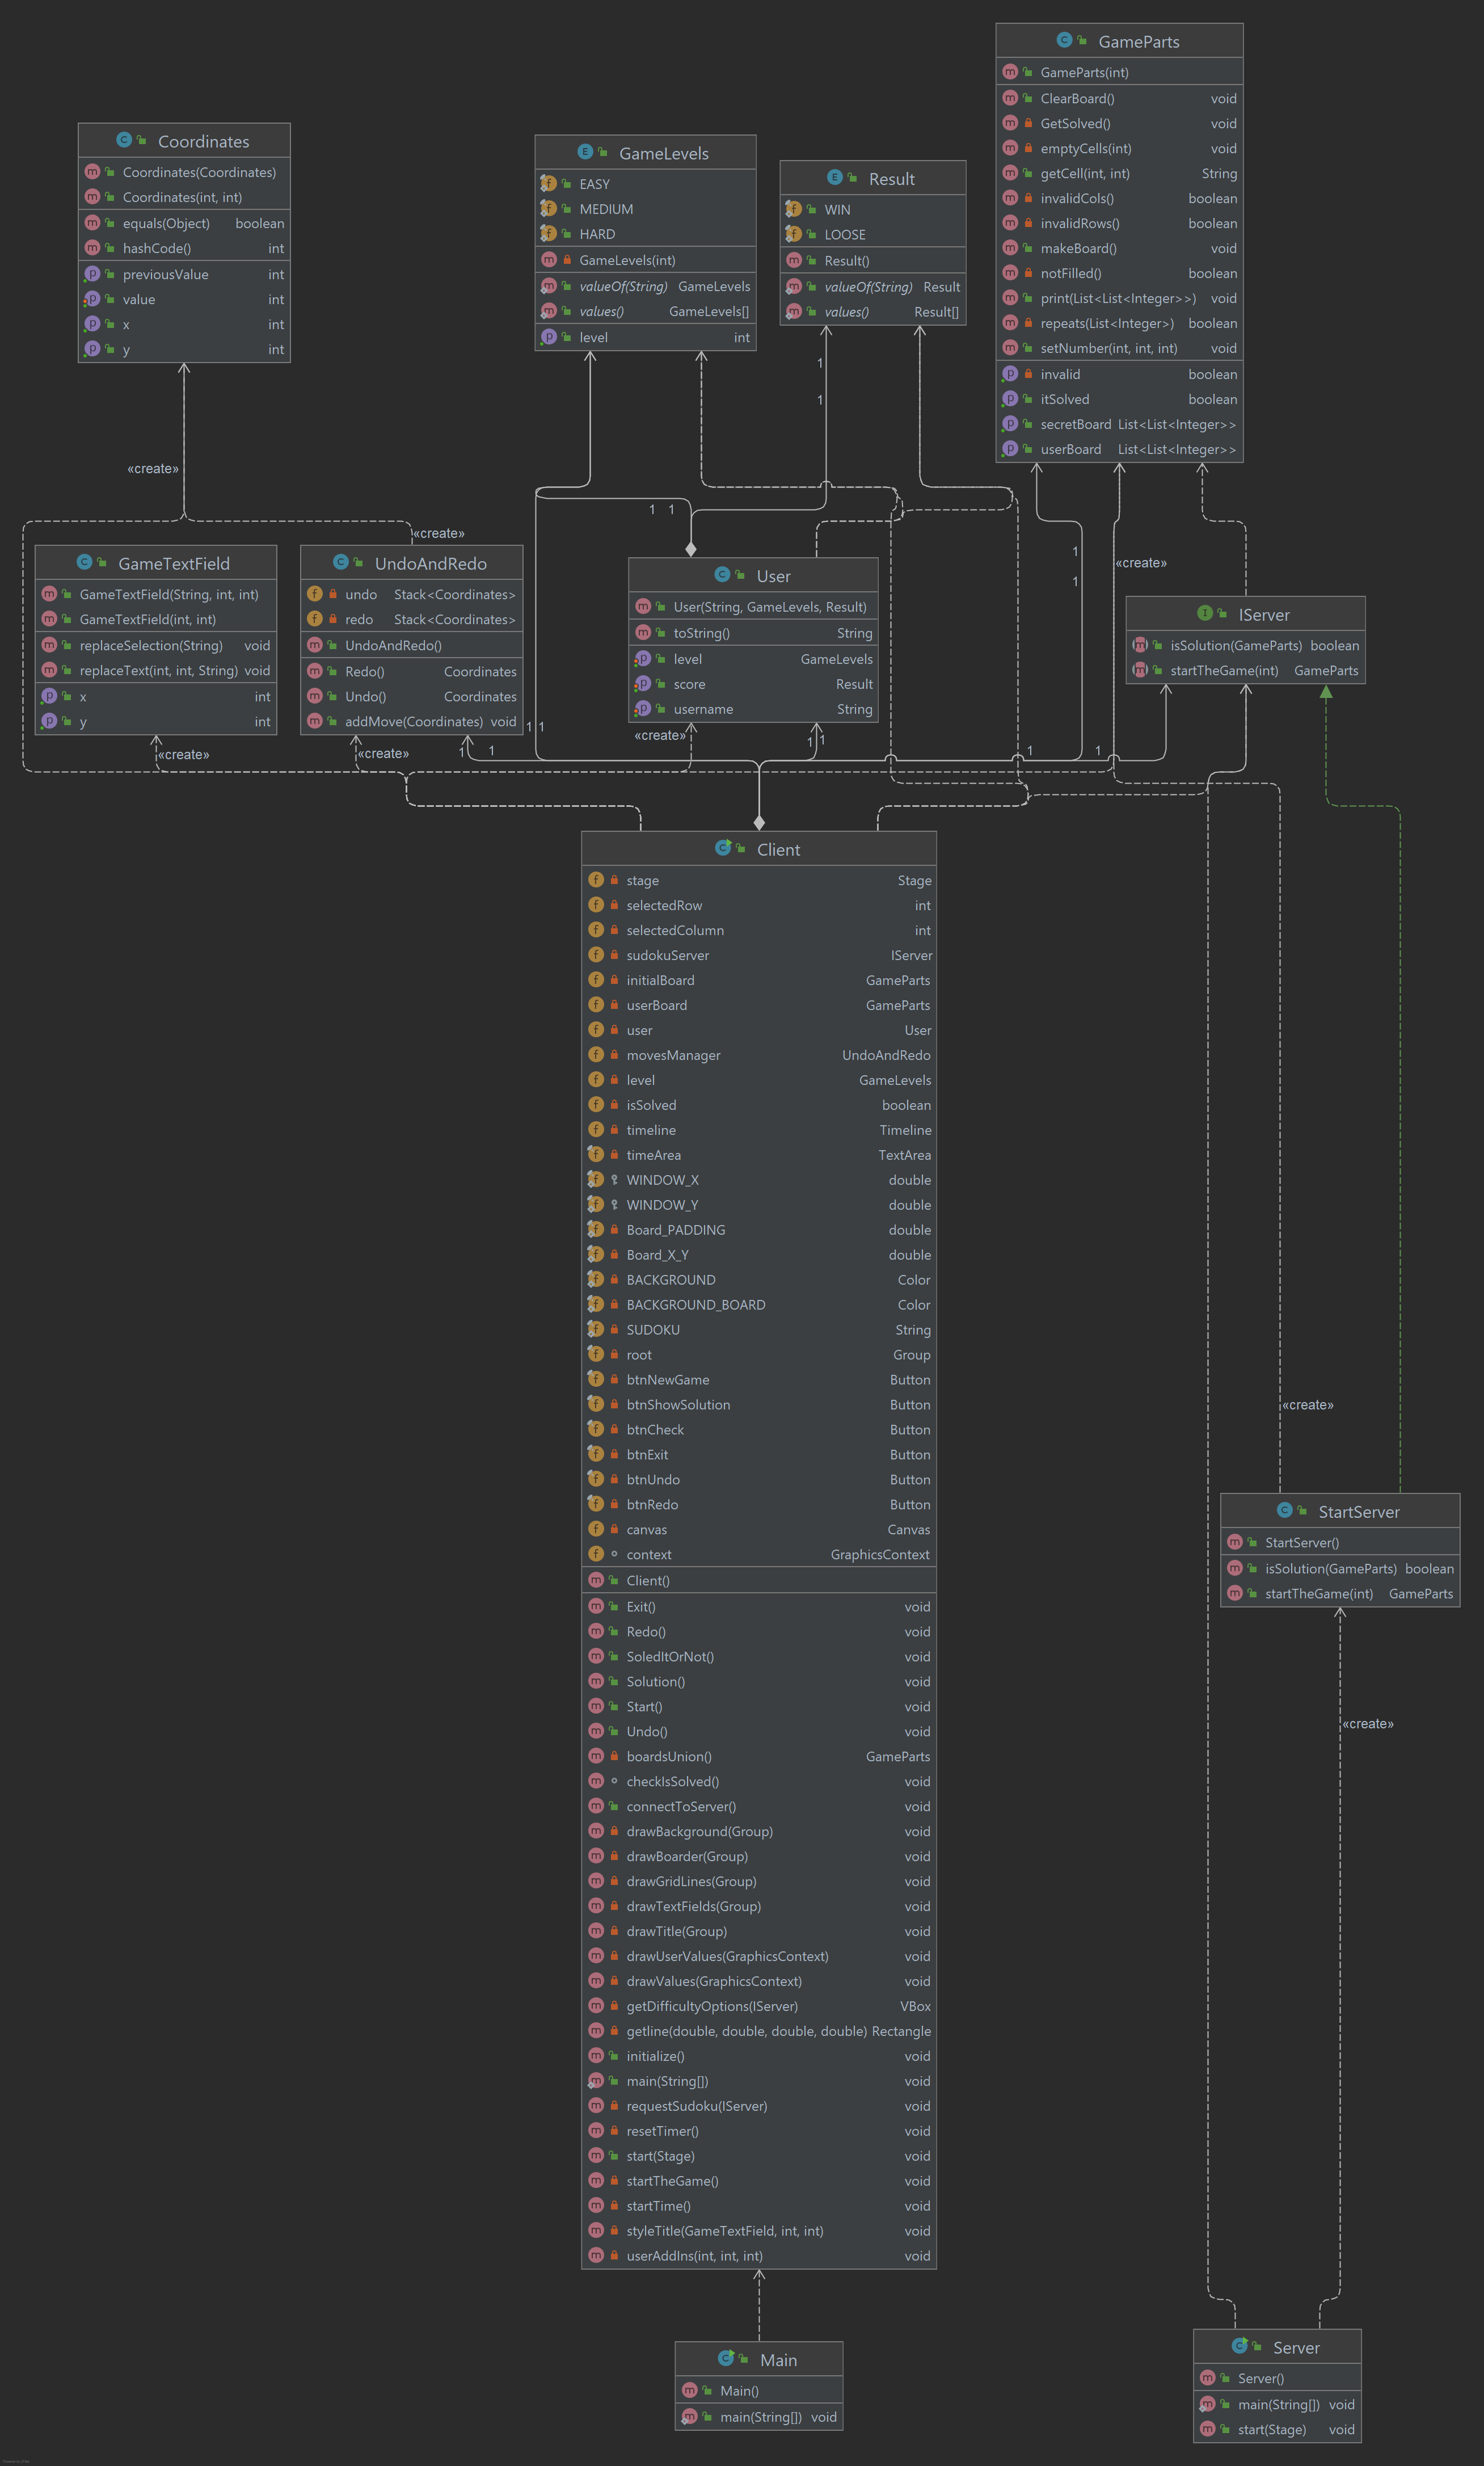 GameParts
GameParts(int)
ClearBoard() void
GetSolved() void
emptyCells(int) void
getCell(int, int) String
invalidCols() boolean
invalidRows() boolean
makeBoard() void
notFilled() boolean
print(List<List<Integer>>) void
repeats(List<Integer>) boolean
setNumber(int, int, int) void
invalid boolean
itSolved boolean
secretBoard List<List<Integer>>
userBoard List<List<Integer>>
Coordinates
Coordinates(Coordinates)
Coordinates(int, int)
equals(Object) boolean
hashCode() int
previousValue int
value int
x int
y int
GameLevels
EASY
MEDIUM
HARD
GameLevels(int)
valueOf(String) GameLevels
values() GameLevels[]
level int
Result
WIN
LOOSE
Result()
valueOf(String) Result
values() Result[]
1
1
«create»
1 1
«create»
1
«create»
1
GameTextField
GameTextField(String, int, int)
GameTextField(int, int)
replaceSelection(String) void
replaceText(int, int, String) void
x int
y int
UndoAndRedo
undo Stack<Coordinates>
redo Stack<Coordinates>
UndoAndRedo()
Redo() Coordinates
Undo() Coordinates
addMove(Coordinates) void
User
User(String, GameLevels, Result)
toString() String
level GameLevels
score Result
username String
IServer
isSolution(GameParts) boolean
startTheGame(int) GameParts
1 1
«create»
1 1
«create»
«create»
1 1
1 1
Client
stage Stage
selectedRow int
selectedColumn int
sudokuServer IServer
initialBoard GameParts
userBoard GameParts
user User
movesManager UndoAndRedo
level GameLevels
isSolved boolean
timeline Timeline
timeArea TextArea
WINDOW_X double
WINDOW_Y double
Board_PADDING double
Board_X_Y double
BACKGROUND Color
BACKGROUND_BOARD Color
SUDOKU String
root Group
btnNewGame Button
btnShowSolution Button
btnCheck Button
btnExit Button
btnUndo Button
btnRedo Button
canvas Canvas
context GraphicsContext
Client()
Exit() void
Redo() void
SoledItOrNot() void
Solution() void
Start() void
Undo() void
boardsUnion() GameParts
checkIsSolved() void
connectToServer() void
drawBackground(Group) void
drawBoarder(Group) void
drawGridLines(Group) void
drawTextFields(Group) void
drawTitle(Group) void
drawUserValues(GraphicsContext) void
drawValues(GraphicsContext) void
getDifficultyOptions(IServer) VBox
getline(double, double, double, double) Rectangle
initialize() void
main(String[]) void
requestSudoku(IServer) void
resetTimer() void
start(Stage) void
startTheGame() void
startTime() void
styleTitle(GameTextField, int, int) void
userAddIns(int, int, int) void
«create»
StartServer
StartServer()
isSolution(GameParts) boolean
startTheGame(int) GameParts
«create»
Main
Main()
main(String[]) void
Server
Server()
main(String[]) void
start(Stage) void